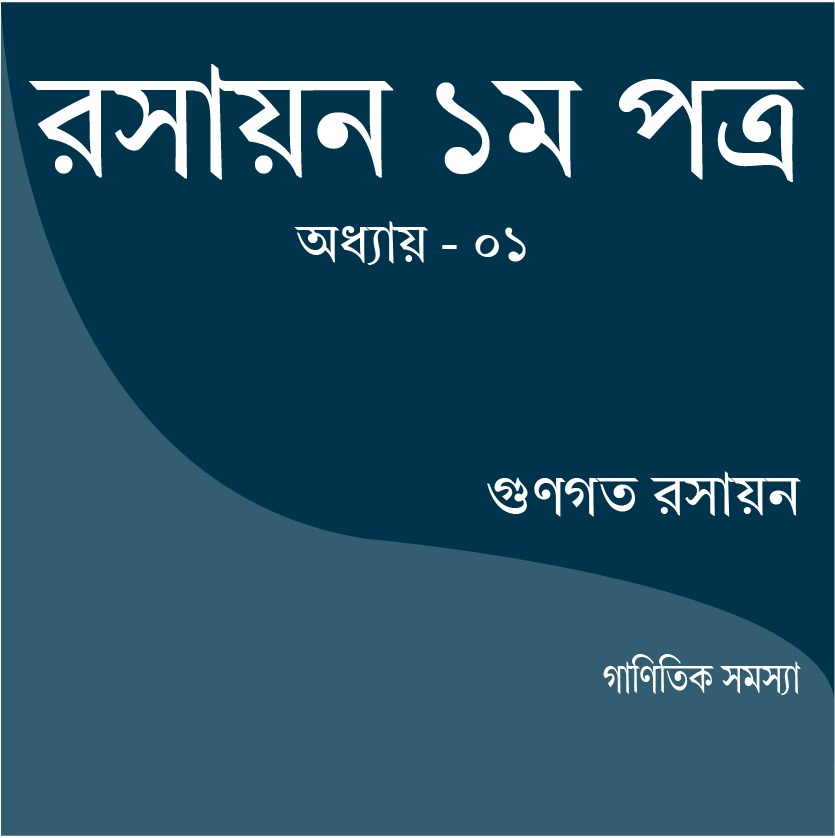 রসায়ন ১ম পত্র
অধ্যায় - ০১
গুণগত রসায়ন
গাণিতিক সমস্যা